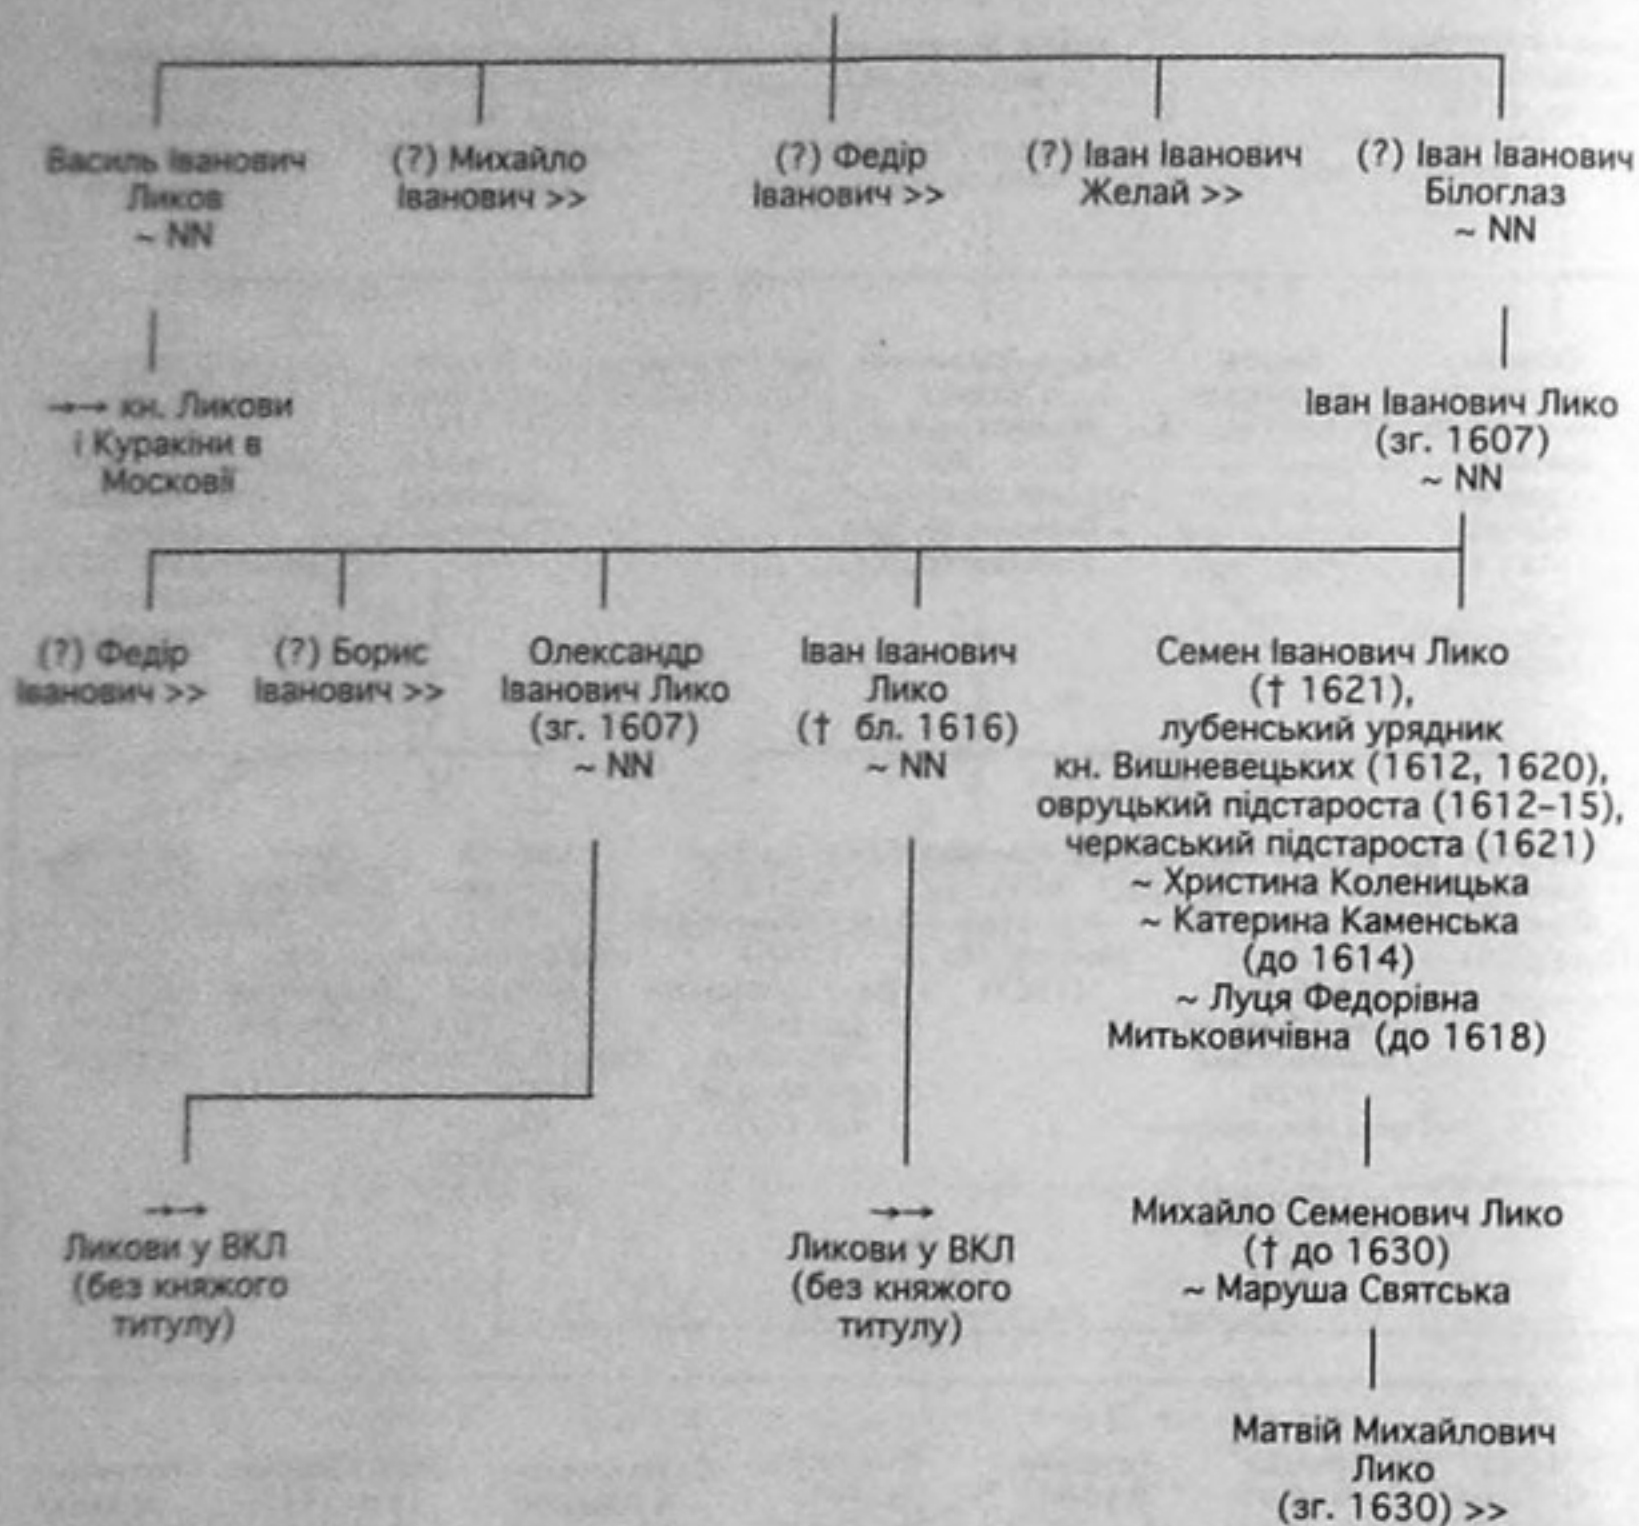 Василь Іванович
Ликов
~ NN
(?) Михайло
Іванович >>
(?) Федір
Іванович >>
(?) Іван Іванович
Желай >>
(?) Іван Іванович
Білоглаз
~ NN
→→ кн. Ликови
і Куракіни в
Московії
Іван Іванович Лико
(зг. 1607)
~ NN
(?) Федір
Іванович >>
(?) Борис
Іванович >>
Олександр
Іванович Лико
(зг. 1607)
~ NN
Іван Іванович
Лико
(† бл. 1616)
~ NN
Семен Іванович Лико
(† 1621),
лубенський урядник
кн. Вишневецьких (1612, 1620),
овруцький підстароста (1612–15),
черкаський підстароста (1621)
~ Христина Коленицька
~ Катерина Каменська
(до 1614)
~ Луця Федорівна
Митьковичівна (до 1618)
→→
Ликови у ВКЛ
(без княжого
титулу)
→→
Ликови у ВКЛ
(без княжого
титулу)
Михайло Семенович Лико
(† до 1630)
~ Маруша Святська
Матвій Михайлович
Лико
(зг. 1630) >>